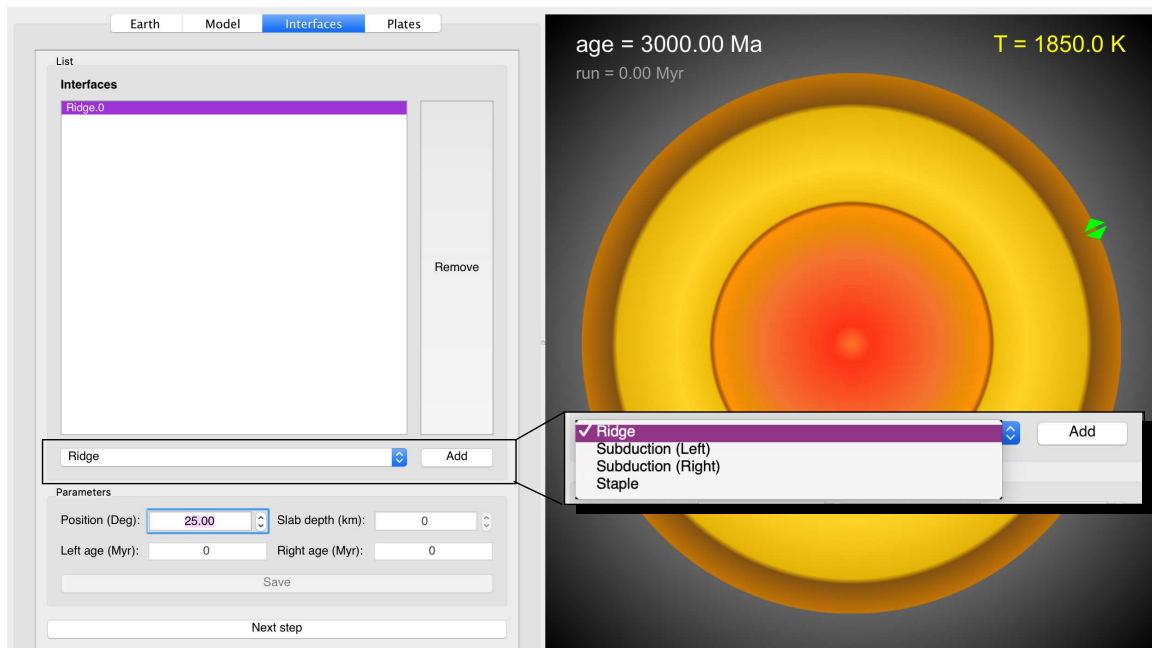 Earth Model Interfaces Plates
List
Interfaces
Ridge.0
Remove
Ridge Add
Parameters
Position (Deg): 25.00 Slab depth (km): 0
Left age (Myr): 0 Right age (Myr): 0
Save
Next step
age = 3000.00 Ma T = 1850.0 K
run = 0.00 Myr
✓ Ridge Add
Subduction (Left)
Subduction (Right)
Staple